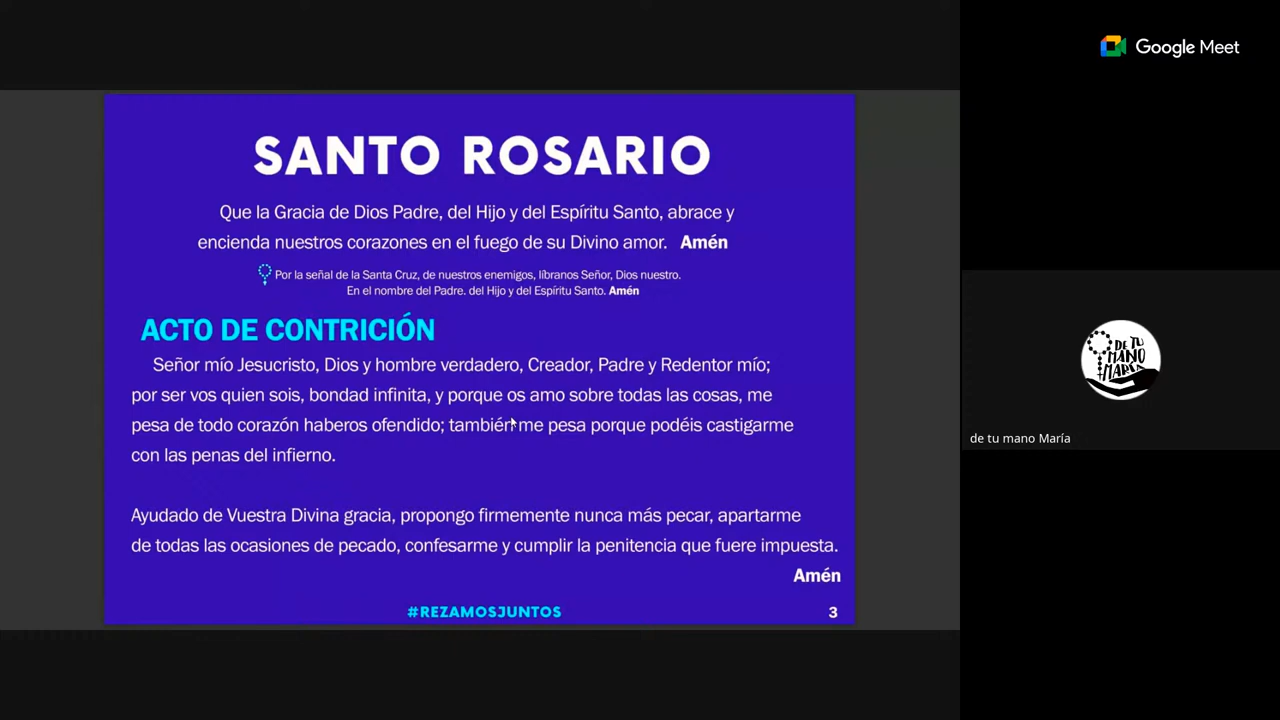 Google Meet
SANTO ROSARIO
Que la Gracia de Dios Padre, del Hijo y del Espíritu Santo, abrace y
encienda nuestros corazones en el fuego de su Divino amor. Amén
Por la señal de la Santa Cruz, de nuestros enemigos, líbranos Señor, Dios nuestro.
En el nombre del Padre. del Hijo y del Espíritu Santo. Amén
ACTO DE CONTRICIÓN
Señor mío Jesucristo, Dios y hombre verdadero, Creador, Padre y Redentor mío;
por ser vos quien sois, bondad infinita, y porque os amo sobre todas las cosas, me
pesa de todo corazón haberos ofendido; también me pesa porque podéis castigarme
con las penas del infierno.
Ayudado de Vuestra Divina gracia, propongo firmemente nunca más pecar, apartarme
de todas las ocasiones de pecado, confesarme y cumplir la penitencia que fuere impuesta.
Amén
#REZAMOSJUNTOS
3
DE TU
MANO
MARÍA
de tu mano María